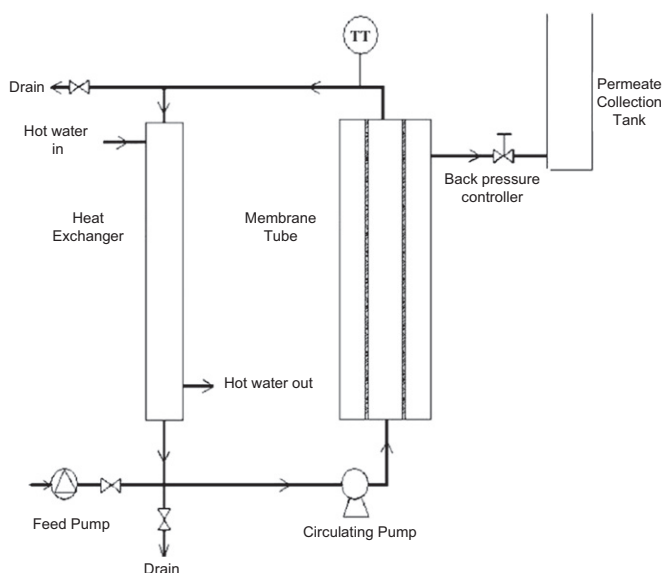 TT
Drain
Permeate
Collection
Tank
Hot water
in
Back pressure
controller
Heat
Exchanger
Membrane
Tube
Hot water out
Feed Pump
Circulating Pump
Drain